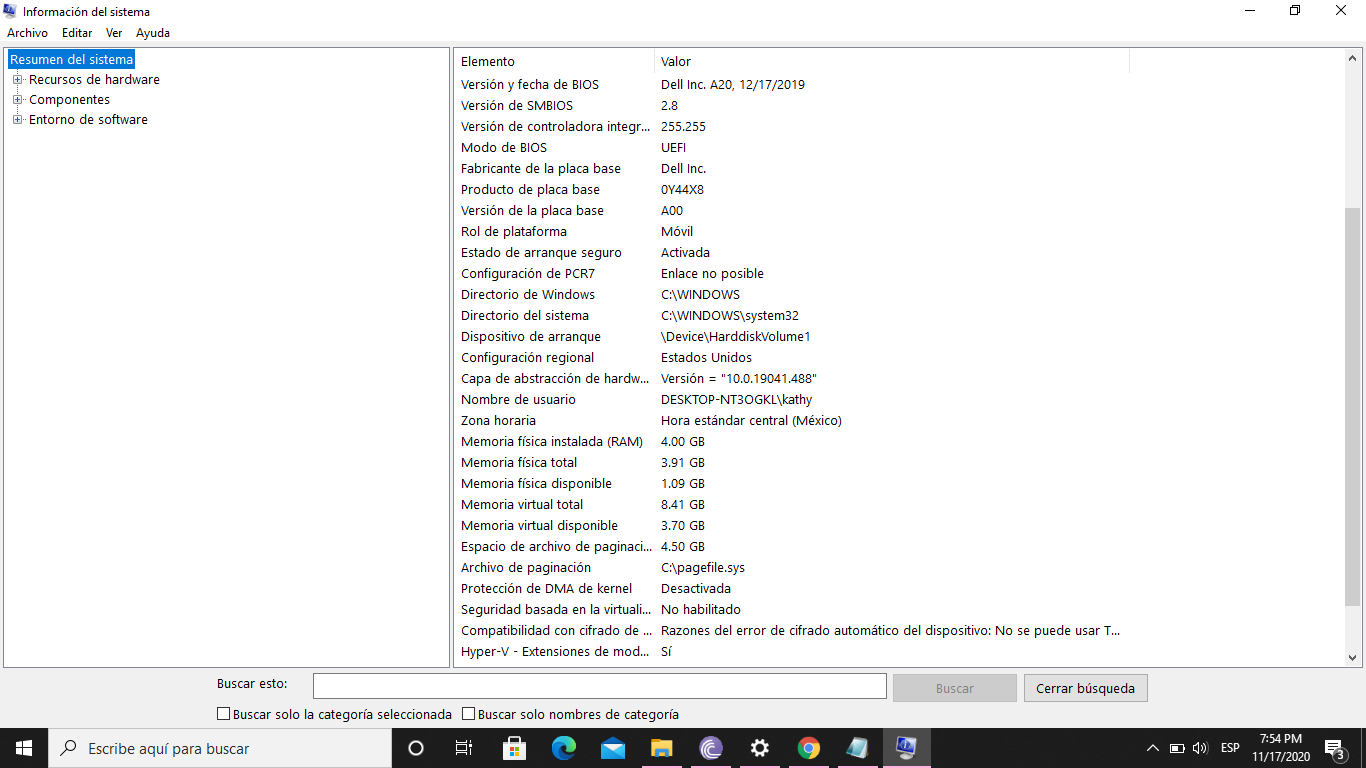 Información del sistema
Archivo Editar Ver Ayuda
Resumen del sistema
Recursos de hardware
Componentes
Entorno de software
Elemento Valor
Versión y fecha de BIOS Dell Inc. A20, 12/17/2019
Versión de SMBIOS 2.8
Versión de controladora integr... 255.255
Modo de BIOS UEFI
Fabricante de la placa base Dell Inc.
Producto de placa base 0Y44X8
Versión de la placa base A00
Rol de plataforma Móvil
Estado de arranque seguro Activada
Configuración de PCR7 Enlace no posible
Directorio de Windows C:\WINDOWS
Directorio del sistema C:\WINDOWS\system32
Dispositivo de arranque \Device\HarddiskVolume1
Configuración regional Estados Unidos
Capa de abstracción de hardw... Versión = "10.0.19041.488"
Nombre de usuario DESKTOP-NT3OGKL\kathy
Zona horaria Hora estándar central (México)
Memoria física instalada (RAM) 4.00 GB
Memoria física total 3.91 GB
Memoria física disponible 1.09 GB
Memoria virtual total 8.41 GB
Memoria virtual disponible 3.70 GB
Espacio de archivo de paginaci... 4.50 GB
Archivo de paginación C:\pagefile.sys
Protección de DMA de kernel Desactivada
Seguridad basada en la virtuali... No habilitado
Compatibilidad con cifrado de ... Razones del error de cifrado automático del dispositivo: No se puede usar T...
Hyper-V - Extensiones de mod... Sí
Buscar esto: Buscar Cerrar búsqueda
Buscar solo la categoría seleccionada Buscar solo nombres de categoría
Escribe aquí para buscar
ESP
7:54 PM
11/17/2020
3